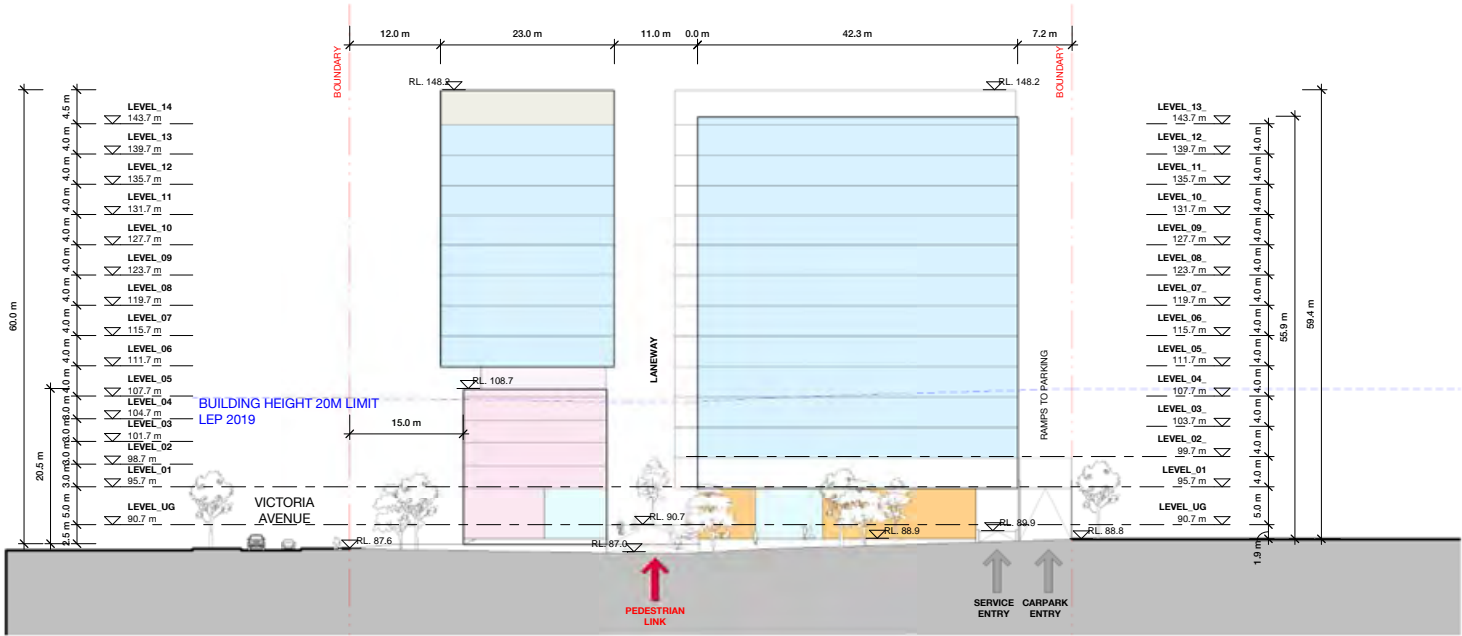 12.0 m 23.0 m 11.0 m 0.0 m 42.3 m 7.2 m
BOUNDARY
BOUNDARY
RL. 148.2
RL. 148.2
LEVEL_14
143.7 m
LEVEL_13
139.7 m
LEVEL_12
135.7 m
LEVEL_11
131.7 m
LEVEL_10
127.7 m
LEVEL_09
123.7 m
LEVEL_08
119.7 m
LEVEL_07
115.7 m
LEVEL_06
111.7 m
LEVEL_05
107.7 m
LEVEL_04
104.7 m
LEVEL_03
101.7 m
LEVEL_02
98.7 m
LEVEL_01
95.7 m
LEVEL_UG
90.7 m
4.5 m
4.0 m
4.0 m
4.0 m
4.0 m
4.0 m
4.0 m
4.0 m
4.0 m
4.0 m
3.0 m
3.0 m
3.0 m
3.0 m
5.0 m
2.5 m
60.0 m
20.5 m
BUILDING HEIGHT 20M LIMIT
LEP 2019
15.0 m
RL. 108.7
VICTORIA
AVENUE
RL. 87.6
RL. 87.0
LANEWAY
RL. 90.7
RL. 88.9
RL. 89.9
RL. 88.8
RAMPS TO PARKING
PEDESTRIAN
LINK
SERVICE
ENTRY
CARPARK
ENTRY
LEVEL_13_
143.7 m
LEVEL_12_
139.7 m
LEVEL_11_
135.7 m
LEVEL_10_
131.7 m
LEVEL_09_
127.7 m
LEVEL_08_
123.7 m
LEVEL_07_
119.7 m
LEVEL_06_
115.7 m
LEVEL_05_
111.7 m
LEVEL_04_
107.7 m
LEVEL_03_
103.7 m
LEVEL_02_
99.7 m
LEVEL_01
95.7 m
LEVEL_UG
90.7 m
4.0 m
4.0 m
4.0 m
4.0 m
4.0 m
4.0 m
4.0 m
4.0 m
4.0 m
4.0 m
4.0 m
4.0 m
5.0 m
1.9 m
55.9 m
59.4 m